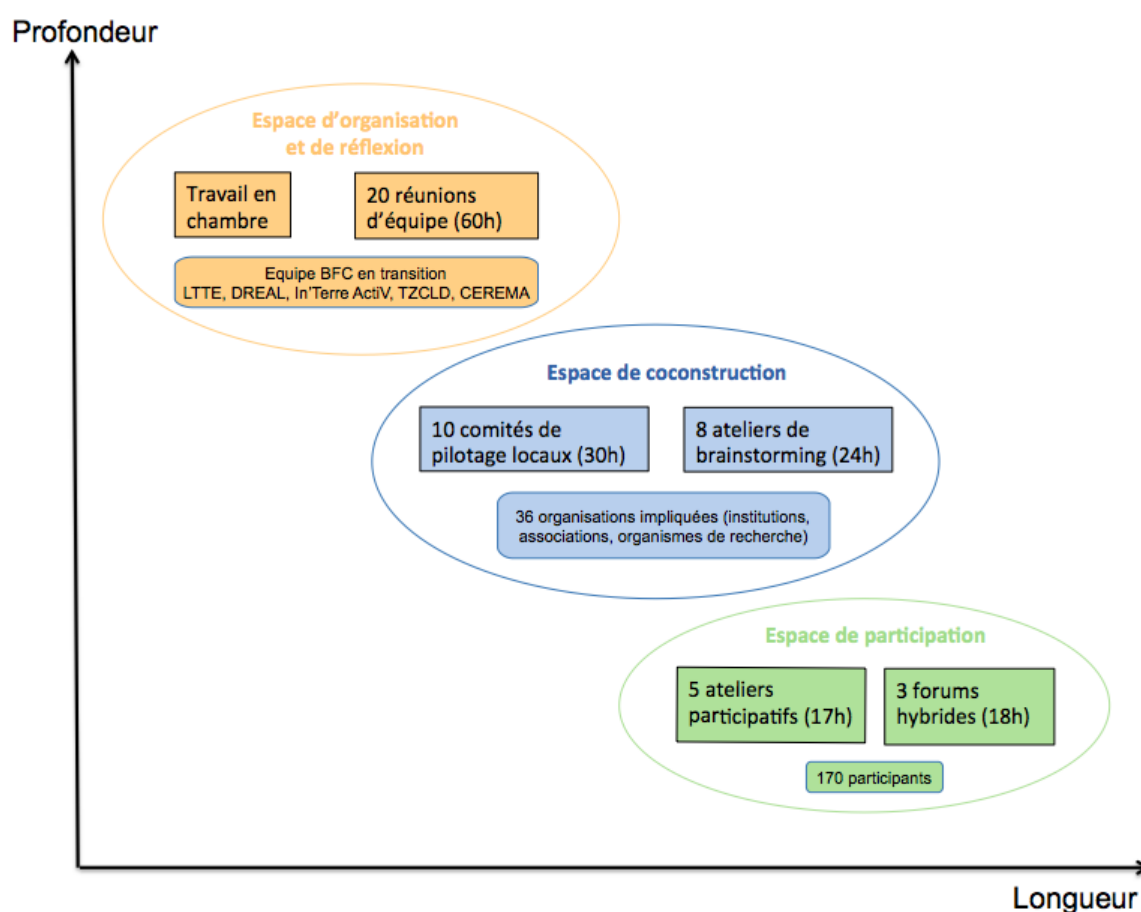 Profondeur
Espace d'organisation
et de réflexion
Travail en
chambre
20 réunions
d'équipe (60h)
Equipe BFC en transition
LTTE, DREAL, In'Terre ActiV, TZCLD, CEREMA
Espace de coconstruction
10 comités de
pilotage locaux (30h)
8 ateliers de
brainstorming (24h)
36 organisations impliquées (institutions,
associations, organismes de recherche)
Espace de participation
5 ateliers
participatifs (17h)
3 forums
hybrides (18h)
170 participants
Longueur